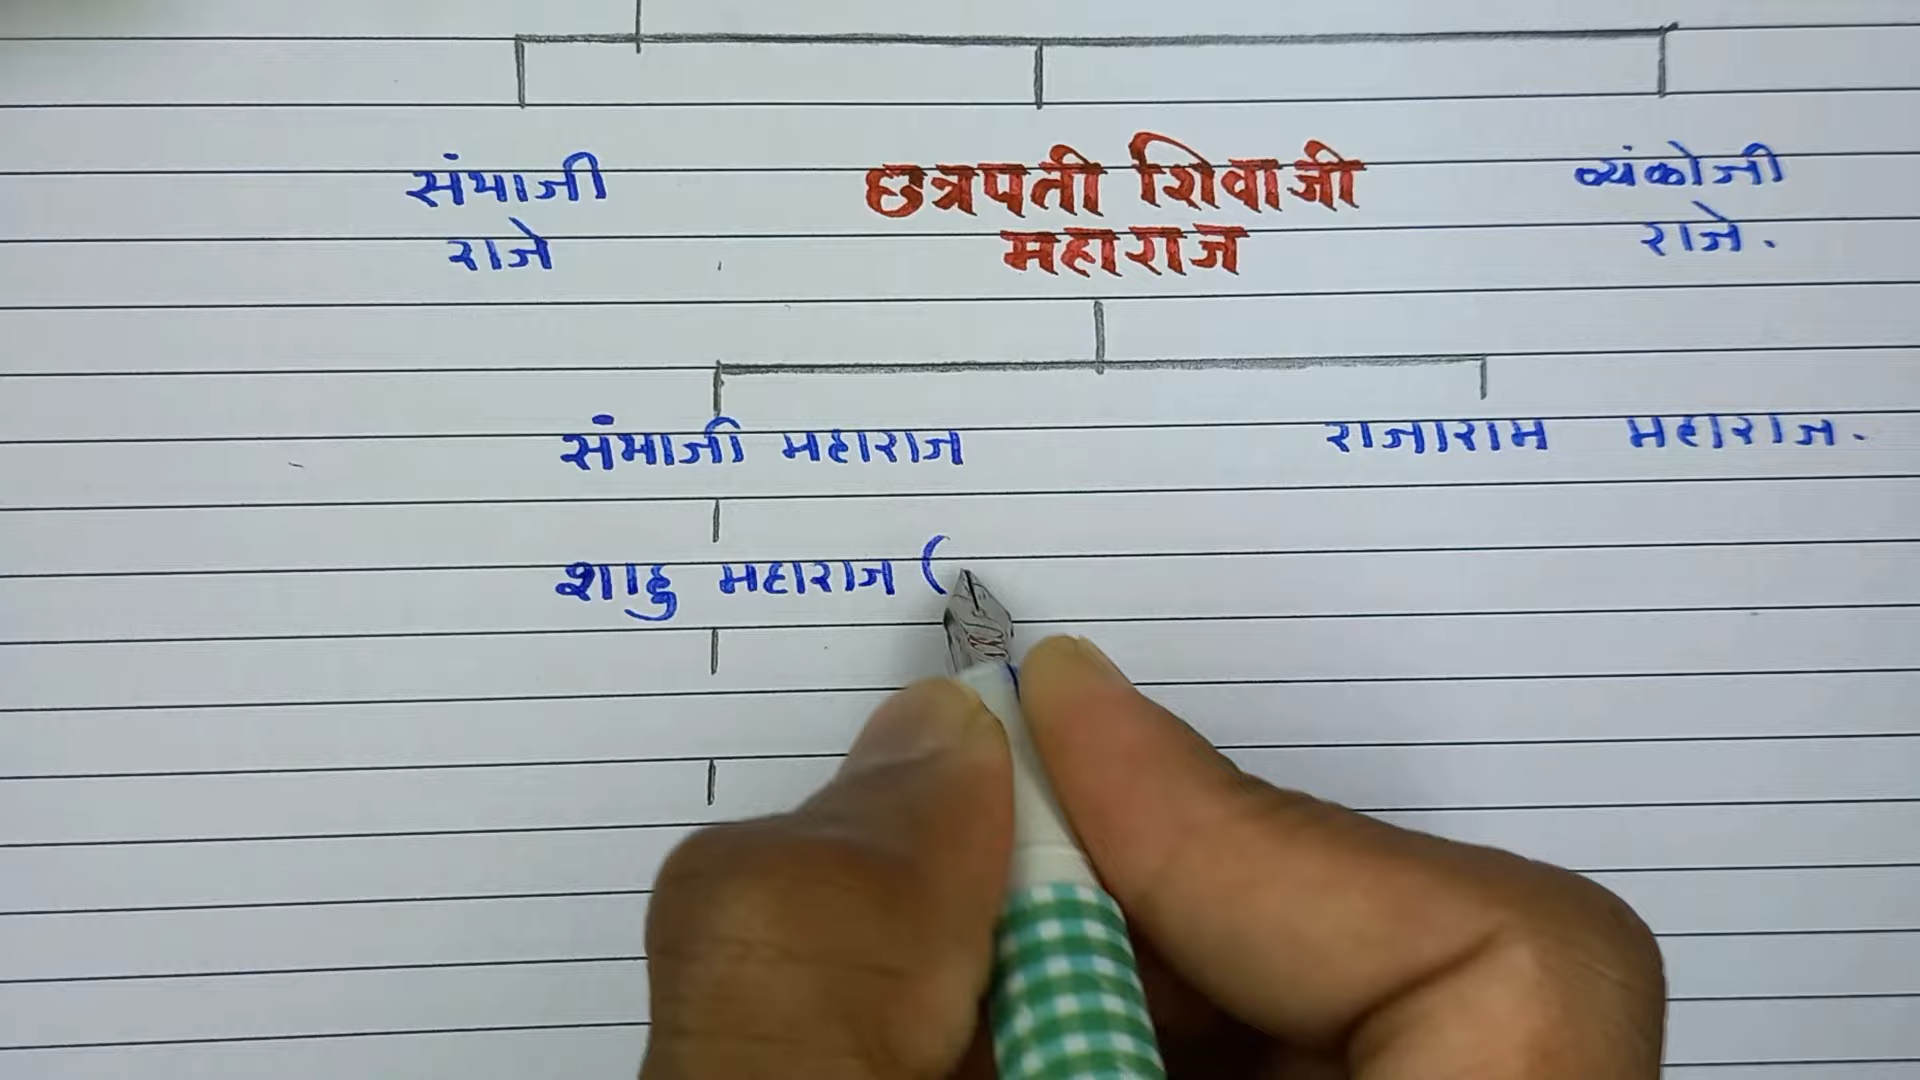 संभाजी
राजे
छत्रपती शिवाजी
महाराज
व्यंकोजी
राजे.
संभाजी महाराज
राजाराम महाराज.
शाहु महाराज (